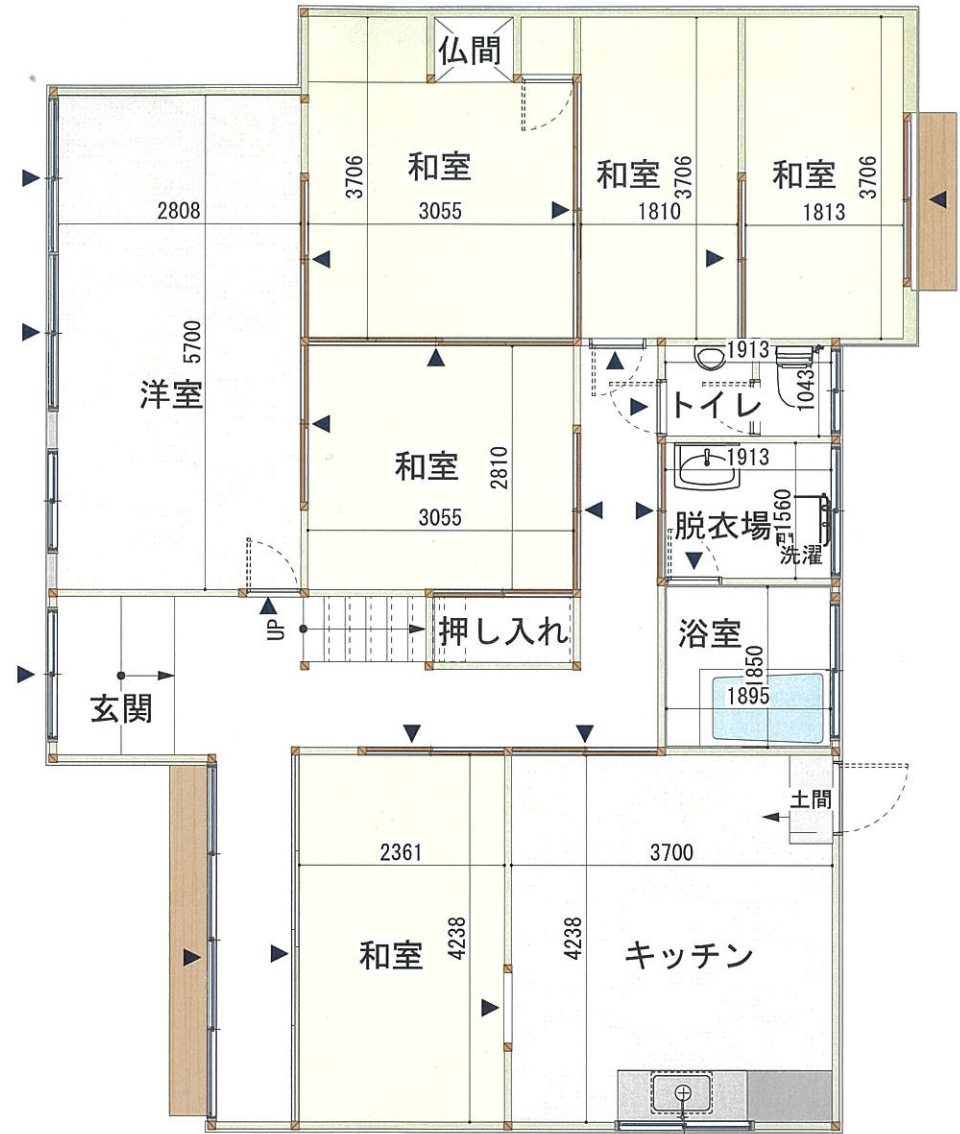 仏間
和室
3706
3055
和室
3706
1810
和室
3706
1813
2808
5700
洋室
和室
2810
3055
1913
トイレ
1043
1913
脱衣場
1560
洗濯
UP
押し入れ
浴室
1850
1895
玄関
土間
2361
3700
和室
4238
4238
キッチン